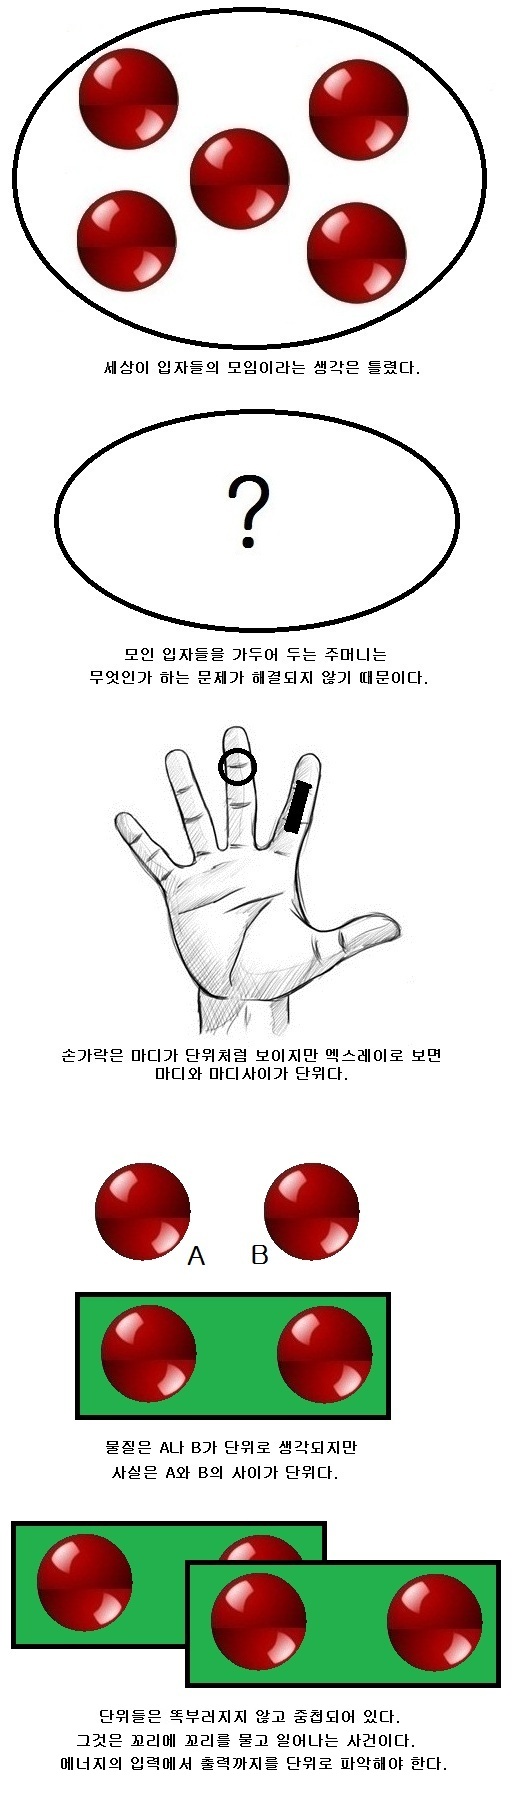 세상이 입자들의 모임이라는 생각은 틀렸다.
?
모인 입자들을 가두어 두는 주머니는
무엇인가 하는 문제가 해결되지 않기 때문이다.
손가락은 마디가 단위처럼 보이지만 엑스레이로 보면
마디와 마디사이가 단위다.
A B
물질은 A나 B가 단위로 생각되지만
사실은 A와 B의 사이가 단위다.
단위들은 똑부러지지 않고 중첩되어 있다.
그것은 꼬리에 꼬리를 물고 일어나는 사건이다.
에너지의 입력에서 출력까지를 단위로 파악해야 한다.